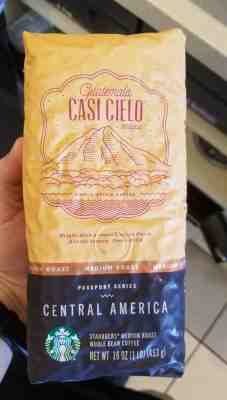 Guatemala
CASI CIELO
MEDIUM ROAST
PASSPORT SERIES
CENTRAL AMERICA
STARBUCKS® MEDIUM ROAST
WHOLE BEAN COFFEE
NET WT 16 OZ (1 LB) (453 g)